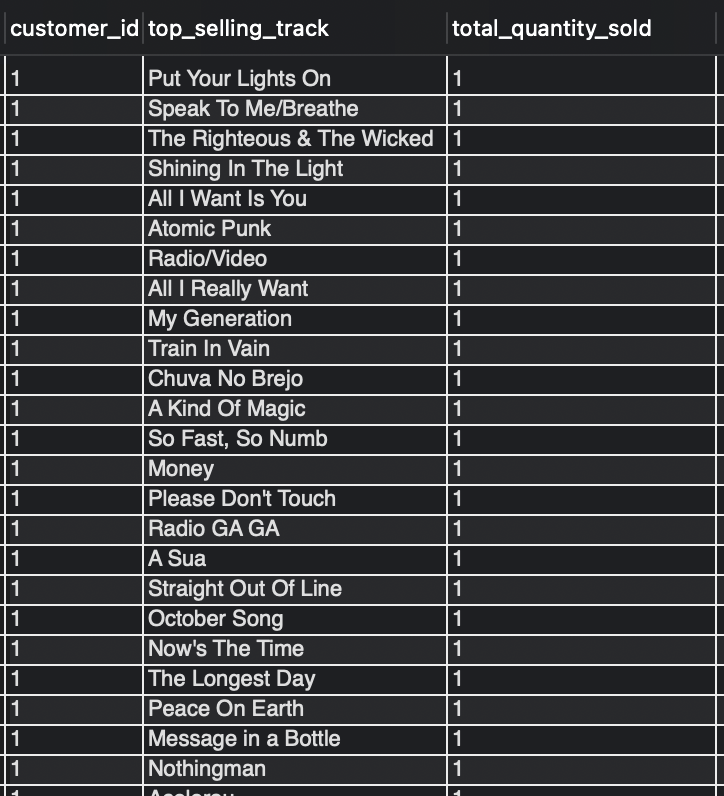 customer_id top_selling_track total_quantity_sold
1 Put Your Lights On 1
1 Speak To Me/Breathe 1
1 The Righteous & The Wicked 1
1 Shining In The Light 1
1 All I Want Is You 1
1 Atomic Punk 1
1 Radio/Video 1
1 All I Really Want 1
1 My Generation 1
1 Train In Vain 1
1 Chuva No Brejo 1
1 A Kind Of Magic 1
1 So Fast, So Numb 1
1 Money 1
1 Please Don't Touch 1
1 Radio GA GA 1
1 A Sua 1
1 Straight Out Of Line 1
1 October Song 1
1 Now's The Time 1
1 The Longest Day 1
1 Peace On Earth 1
1 Message in a Bottle 1
1 Nothingman 1